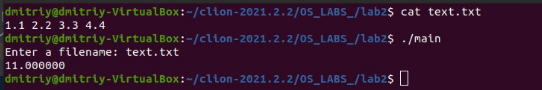 dmitriy@dmitriy-VirtualBox:~/clion-2021.2.2/OS_LABS_/lab2$ cat text.txt
1.1 2.2 3.3 4.4
dmitriy@dmitriy-VirtualBox:~/clion-2021.2.2/OS_LABS_/lab2$ ./main
Enter a filename: text.txt
11.000000
dmitriy@dmitriy-VirtualBox:~/clion-2021.2.2/OS_LABS_/lab2$